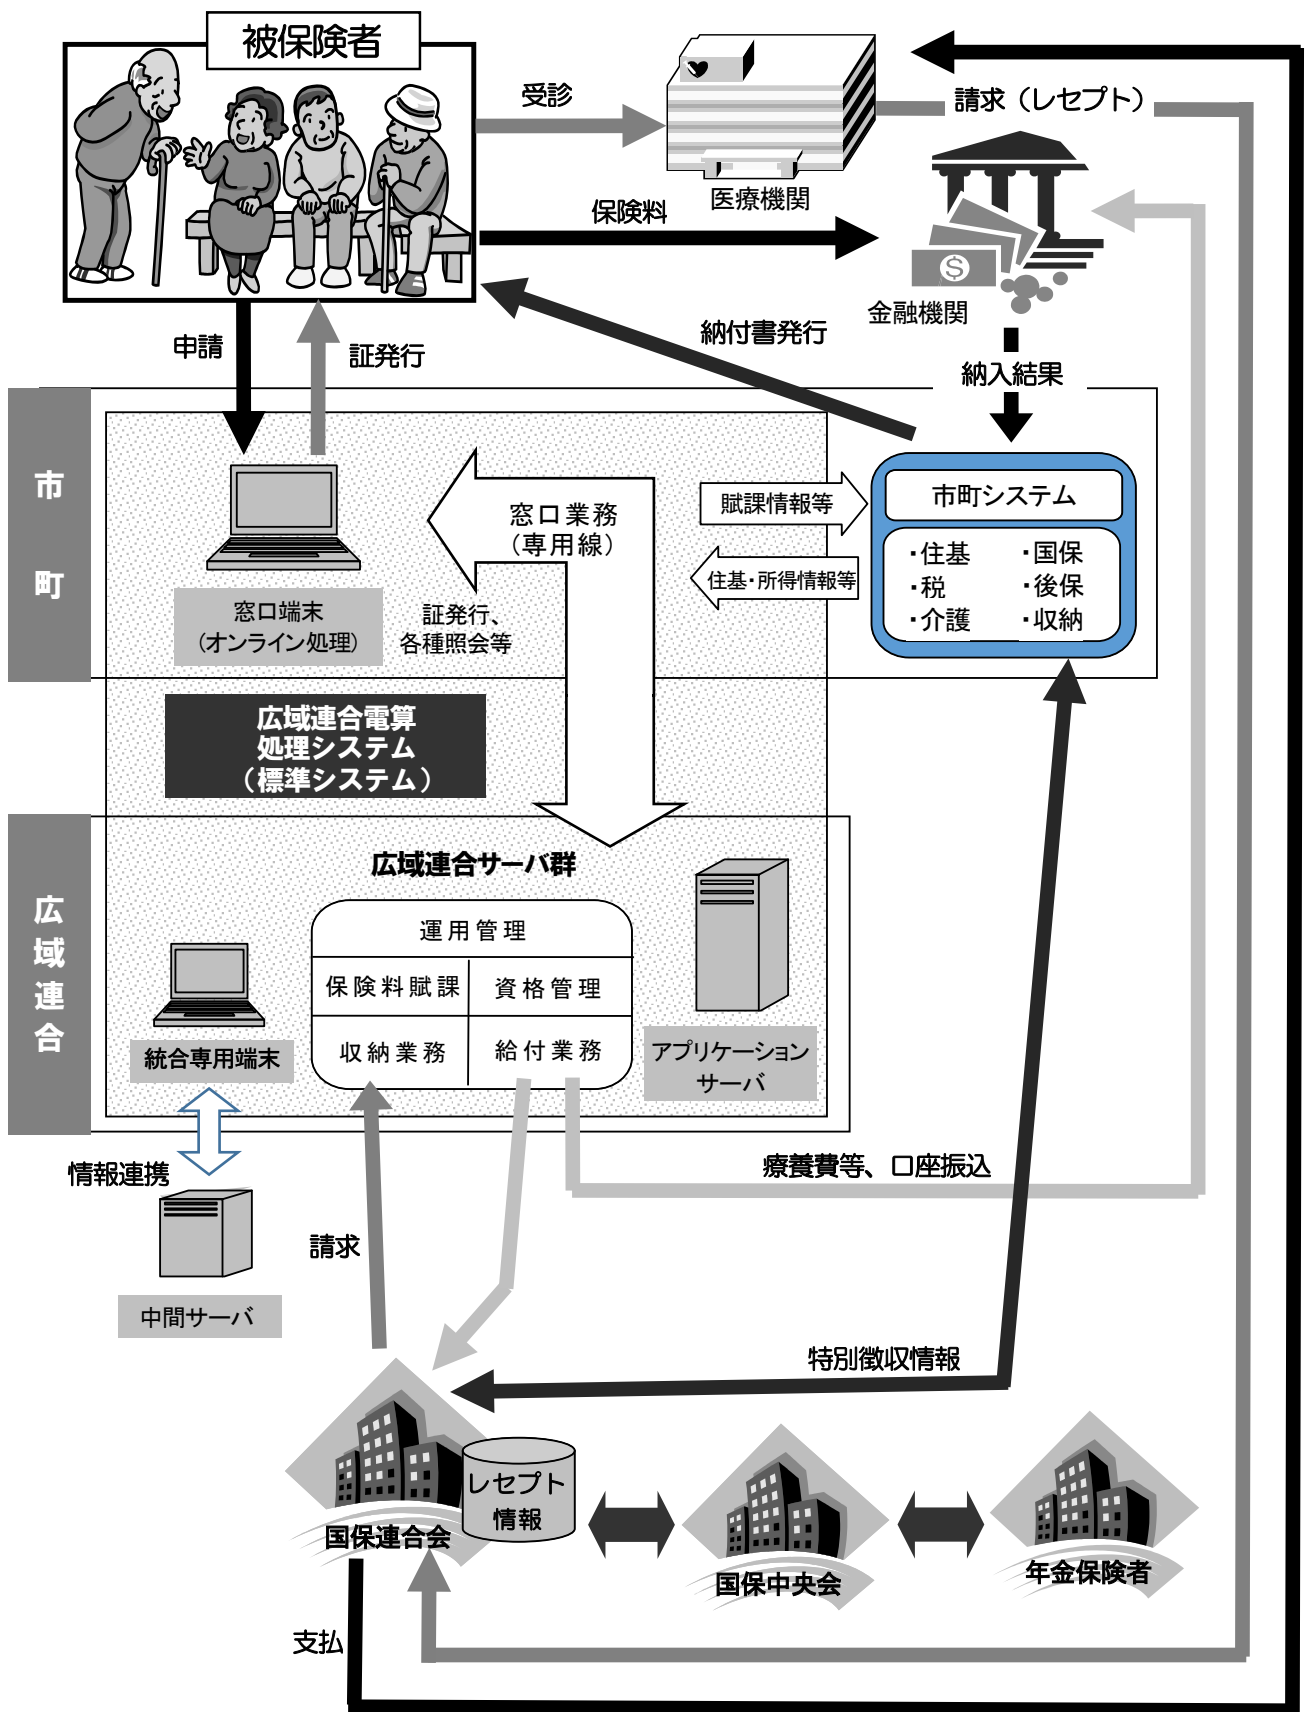 被保険者
受診
請求（レセプト）
医療機関
保険料
金融機関
納付書発行
申請
証発行
納入結果
市町
窓口業務
（専用線）
賦課情報等
住基・所得情報等
市町システム
・住基
・国保
・税
・後保
・介護
・収納
窓口端末
（オンライン処理）
証発行、
各種照会等
広域連合電算
処理システム
（標準システム）
広域連合
広域連合サーバ群
運用管理
保険料賦課
資格管理
収納業務
給付業務
統合専用端末
アプリケーション
サーバ
情報連携
療養費等、口座振込
請求
中間サーバ
特別徴収情報
レセプト
情報
国保連合会
国保中央会
年金保険者
支払